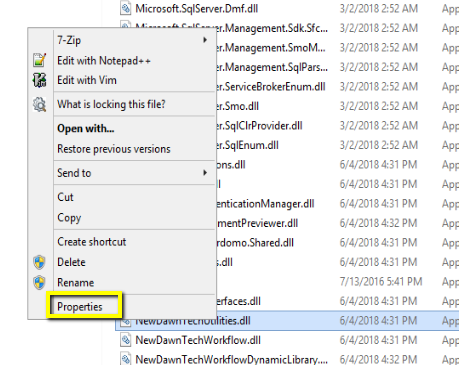 Microsoft.SqlServer.Dmf.dll 3/2/2018 2:52 AM App
Microsoft.SqlServer.Management.Sdk.Sfc... 3/2/2018 2:52 AM App
7-Zip er.Management.SmoM... 3/2/2018 2:52 AM App
Edit with Notepad++ er.Management.SqlPars... 3/2/2018 2:52 AM App
Edit with Vim er.ServiceBrokerEnum.dll 3/2/2018 2:52 AM App
What is locking this file? er.Smo.dll 3/2/2018 2:52 AM App
Open with... er.SqlClrProvider.dll 3/2/2018 2:52 AM App
Restore previous versions er.SqlEnum.dll 3/2/2018 2:52 AM App
Send to ons.dll 6/4/2018 4:31 PM App
l 6/4/2018 4:31 PM App
Cut enticationManager.dll 6/4/2018 4:31 PM App
Copy mentPreviewer.dll 6/4/2018 4:32 PM App
Create shortcut rdomo.Shared.dll 6/4/2018 4:31 PM App
Delete s.dll 6/4/2018 4:31 PM App
Rename 7/13/2016 5:41 PM App
Properties erfaces.dll 6/4/2018 4:31 PM App
NewDawnTechUtilities.dll 6/4/2018 4:31 PM App
NewDawnTechWorkflow.dll 6/4/2018 4:31 PM App
NewDawnTechWorkflowDynamicLibrary.... 6/4/2018 4:32 PM App